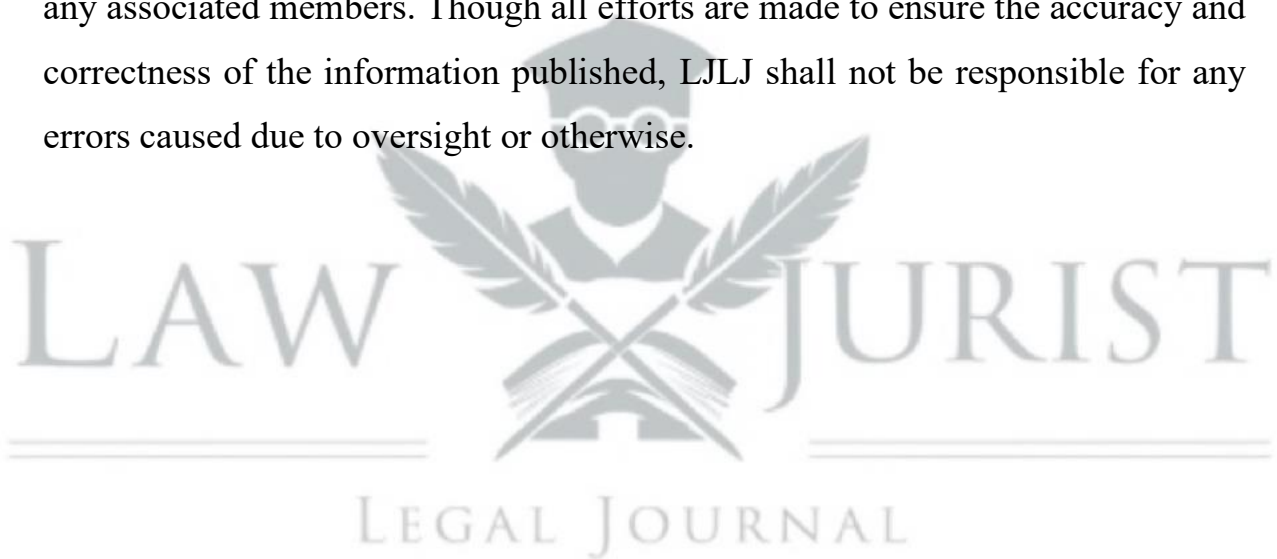 any associated members. Though all efforts are made to ensure the accuracy and
correctness of the information published, LJLJ shall not be responsible for any
errors caused due to oversight or otherwise.
LAW JURIST
LEGAL JOURNAL